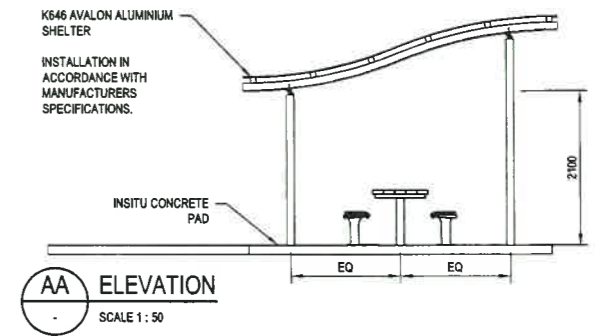 K646 AVALON ALUMINIUM
SHELTER
INSTALLATION IN
ACCORDANCE WITH
MANUFACTURERS
SPECIFICATIONS.
2100
INSITU CONCRETE
PAD
EQ EQ
AA ELEVATION
- SCALE 1 : 50